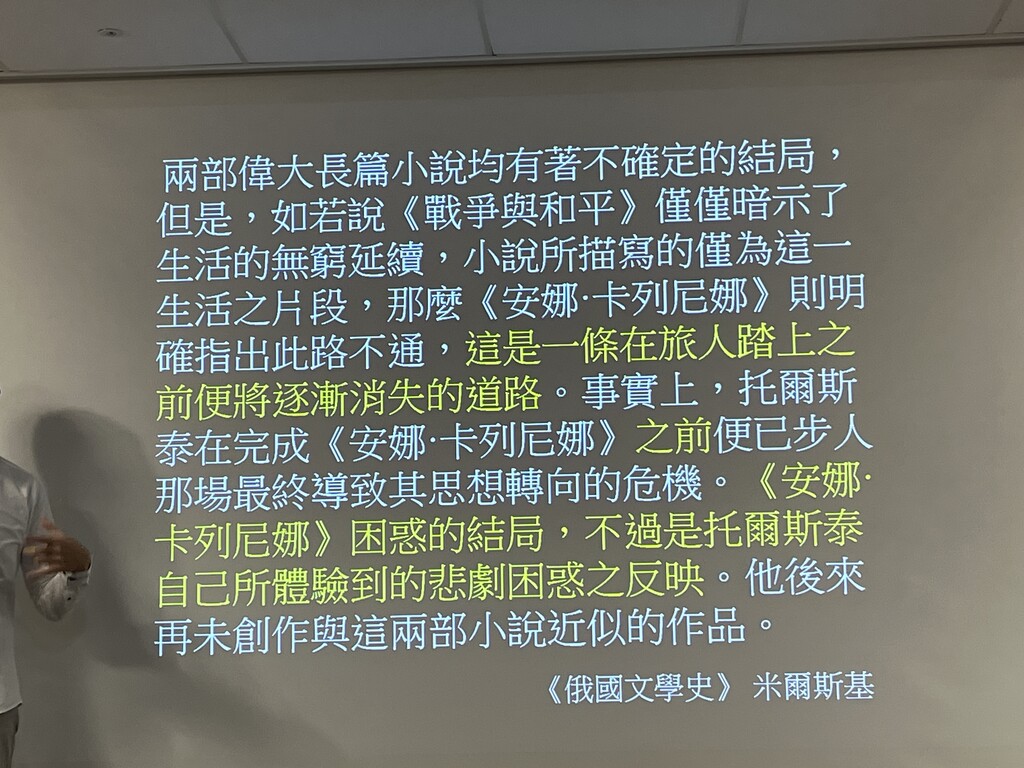 兩部偉大長篇小說均有著不確定的結局，
但是，如若說《戰爭與和平》僅僅暗示了
生活的無窮延續，小說所描寫的僅為這一
生活之片段，那麼《安娜·卡列尼娜》則明
確指出此路不通，這是一條在旅人踏上之
前便將逐漸消失的道路。事實上，托爾斯
泰在完成《安娜·卡列尼娜》之前便已步人
那場最終導致其思想轉向的危機。《安娜·
卡列尼娜》困惑的結局，不過是托爾斯泰
自己所體驗到的悲劇困惑之反映。他後來
再未創作與這兩部小說近似的作品。
《俄國文學史》 米爾斯基